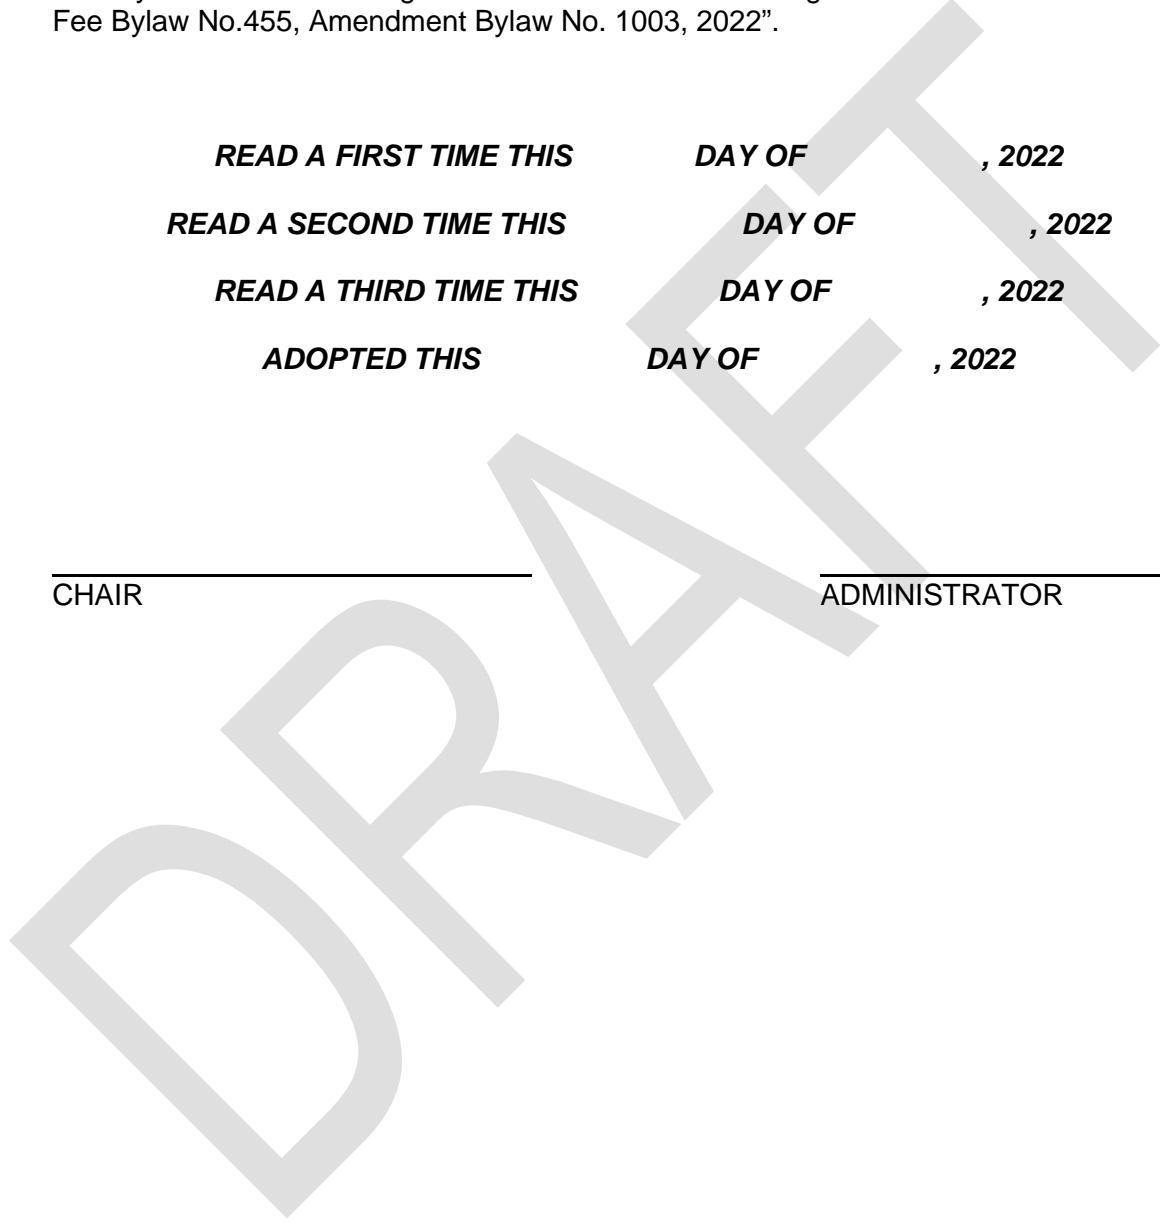 Fee Bylaw No.455, Amendment Bylaw No. 1003, 2022”.
READ A FIRST TIME THIS DAY OF , 2022
READ A SECOND TIME THIS DAY OF , 2022
READ A THIRD TIME THIS DAY OF , 2022
ADOPTED THIS DAY OF , 2022
CHAIR ADMINISTRATOR
DRAFT